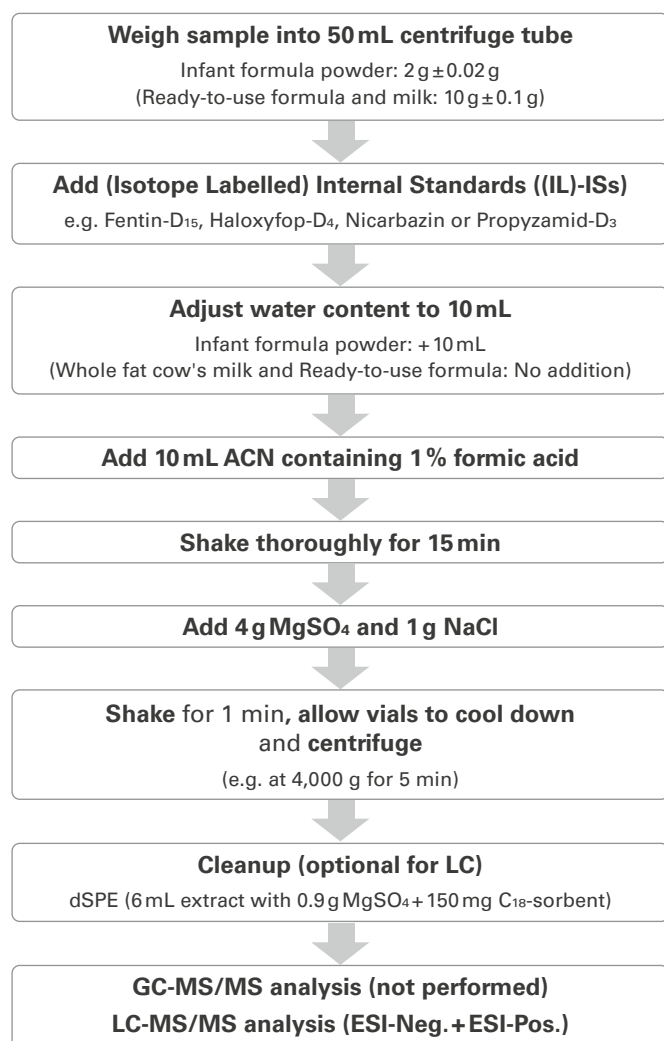 Weigh sample into 50 mL centrifuge tube
Infant formula powder: 2 g ± 0.02 g
(Ready-to-use formula and milk: 10 g ± 0.1 g)
Add (Isotope Labelled) Internal Standards ((IL)-ISs)
e.g. Fentin-D₁₅, Haloxyfop-D₄, Nicarbazin or Propyzamid-D₃
Adjust water content to 10 mL
Infant formula powder: + 10 mL
(Whole fat cow's milk and Ready-to-use formula: No addition)
Add 10 mL ACN containing 1 % formic acid
Shake thoroughly for 15 min
Add 4 g MgSO₄ and 1 g NaCl
Shake for 1 min, allow vials to cool down
and centrifuge
(e.g. at 4,000 g for 5 min)
Cleanup (optional for LC)
dSPE (6 mL extract with 0.9 g MgSO₄ + 150 mg C₁₈-sorbent)
GC-MS/MS analysis (not performed)
LC-MS/MS analysis (ESI-Neg. + ESI-Pos.)